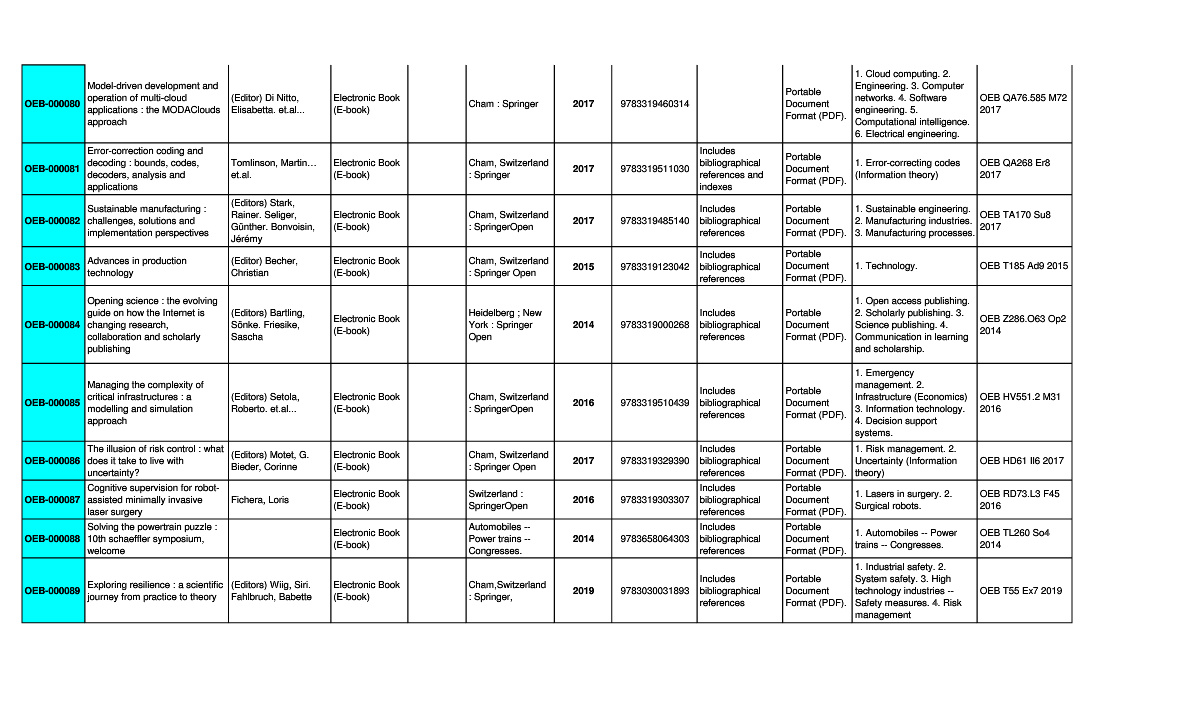 OEB-000080
Model-driven development and
operation of multi-cloud
applications : the MODAClouds
approach
(Editor) Di Nitto,
Elisabetta. et.al...
Electronic Book
(E-book)
Cham : Springer
2017
9783319460314
Portable
Document
Format (PDF).
1. Cloud computing. 2.
Engineering. 3. Computer
networks. 4. Software
engineering. 5.
Computational intelligence.
6. Electrical engineering.
OEB QA76.585 M72
2017
OEB-000081
Error-correction coding and
decoding : bounds, codes,
decoders, analysis and
applications
Tomlinson, Martin...
et.al.
Electronic Book
(E-book)
Cham, Switzerland
: Springer
2017
9783319511030
Includes
bibliographical
references and
indexes
Portable
Document
Format (PDF).
1. Error-correcting codes
(Information theory)
OEB QA268 Er8
2017
OEB-000082
Sustainable manufacturing :
challenges, solutions and
implementation perspectives
(Editors) Stark,
Rainer. Seliger,
Günther. Bonvoisin,
Jérémy
Electronic Book
(E-book)
Cham, Switzerland
: SpringerOpen
2017
9783319485140
Includes
bibliographical
references
Portable
Document
Format (PDF).
1. Sustainable engineering.
2. Manufacturing industries.
3. Manufacturing processes.
OEB TA170 Su8
2017
OEB-000083
Advances in production
technology
(Editor) Becher,
Christian
Electronic Book
(E-book)
Cham, Switzerland
: Springer Open
2015
9783319123042
Includes
bibliographical
references
Portable
Document
Format (PDF).
1. Technology.
OEB T185 Ad9 2015
OEB-000084
Opening science : the evolving
guide on how the Internet is
changing research,
collaboration and scholarly
publishing
(Editors) Bartling,
Sönke. Friesike,
Sascha
Electronic Book
(E-book)
Heidelberg ; New
York : Springer
Open
2014
9783319000268
Includes
bibliographical
references
Portable
Document
Format (PDF).
1. Open access publishing.
2. Scholarly publishing. 3.
Science publishing. 4.
Communication in learning
and scholarship.
OEB Z286.O63 Op2
2014
OEB-000085
Managing the complexity of
critical infrastructures : a
modelling and simulation
approach
(Editors) Setola,
Roberto. et.al...
Electronic Book
(E-book)
Cham, Switzerland
: SpringerOpen
2016
9783319510439
Includes
bibliographical
references
Portable
Document
Format (PDF).
1. Emergency
management. 2.
Infrastructure (Economics)
3. Information technology.
4. Decision support
systems.
OEB HV551.2 M31
2016
OEB-000086
The illusion of risk control : what
does it take to live with
uncertainty?
(Editors) Motet, G.
Bieder, Corinne
Electronic Book
(E-book)
Cham, Switzerland
: Springer Open
2017
9783319329390
Includes
bibliographical
references
Portable
Document
Format (PDF).
1. Risk management. 2.
Uncertainty (Information
theory)
OEB HD61 Il6 2017
OEB-000087
Cognitive supervision for robot-
assisted minimally invasive
laser surgery
Fichera, Loris
Electronic Book
(E-book)
Switzerland :
SpringerOpen
2016
9783319303307
Includes
bibliographical
references
Portable
Document
Format (PDF).
1. Lasers in surgery. 2.
Surgical robots.
OEB RD73.L3 F45
2016
OEB-000088
Solving the powertrain puzzle :
10th schaeffler symposium,
welcome
Electronic Book
(E-book)
Automobiles --
Power trains --
Congresses.
2014
9783658064303
Includes
bibliographical
references
Portable
Document
Format (PDF).
1. Automobiles -- Power
trains -- Congresses.
OEB TL260 So4
2014
OEB-000089
Exploring resilience : a scientific
journey from practice to theory
(Editors) Wiig, Siri.
Fahlbruch, Babette
Electronic Book
(E-book)
Cham,Switzerland
: Springer,
2019
9783030031893
Includes
bibliographical
references
Portable
Document
Format (PDF).
1. Industrial safety. 2.
System safety. 3. High
technology industries --
Safety measures. 4. Risk
management
OEB T55 Ex7 2019